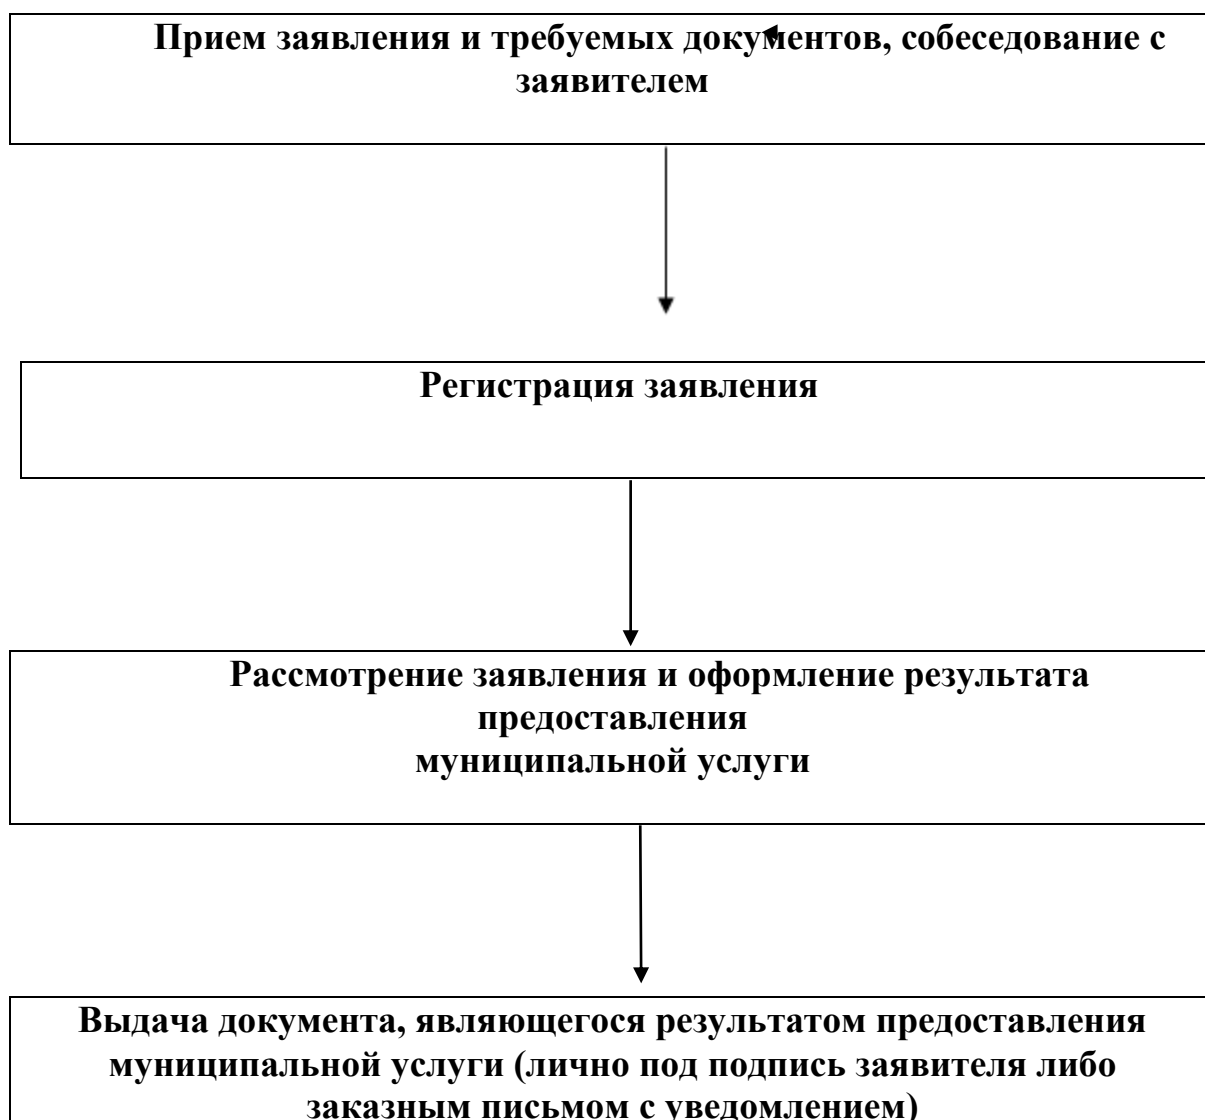 Прием заявления и требуемых документов, собеседование с
заявителем
Регистрация заявления
Рассмотрение заявления и оформление результата
предоставления
муниципальной услуги
Выдача документа, являющегося результатом предоставления
муниципальной услуги (лично под подпись заявителя либо
заказным письмом с уведомлением)